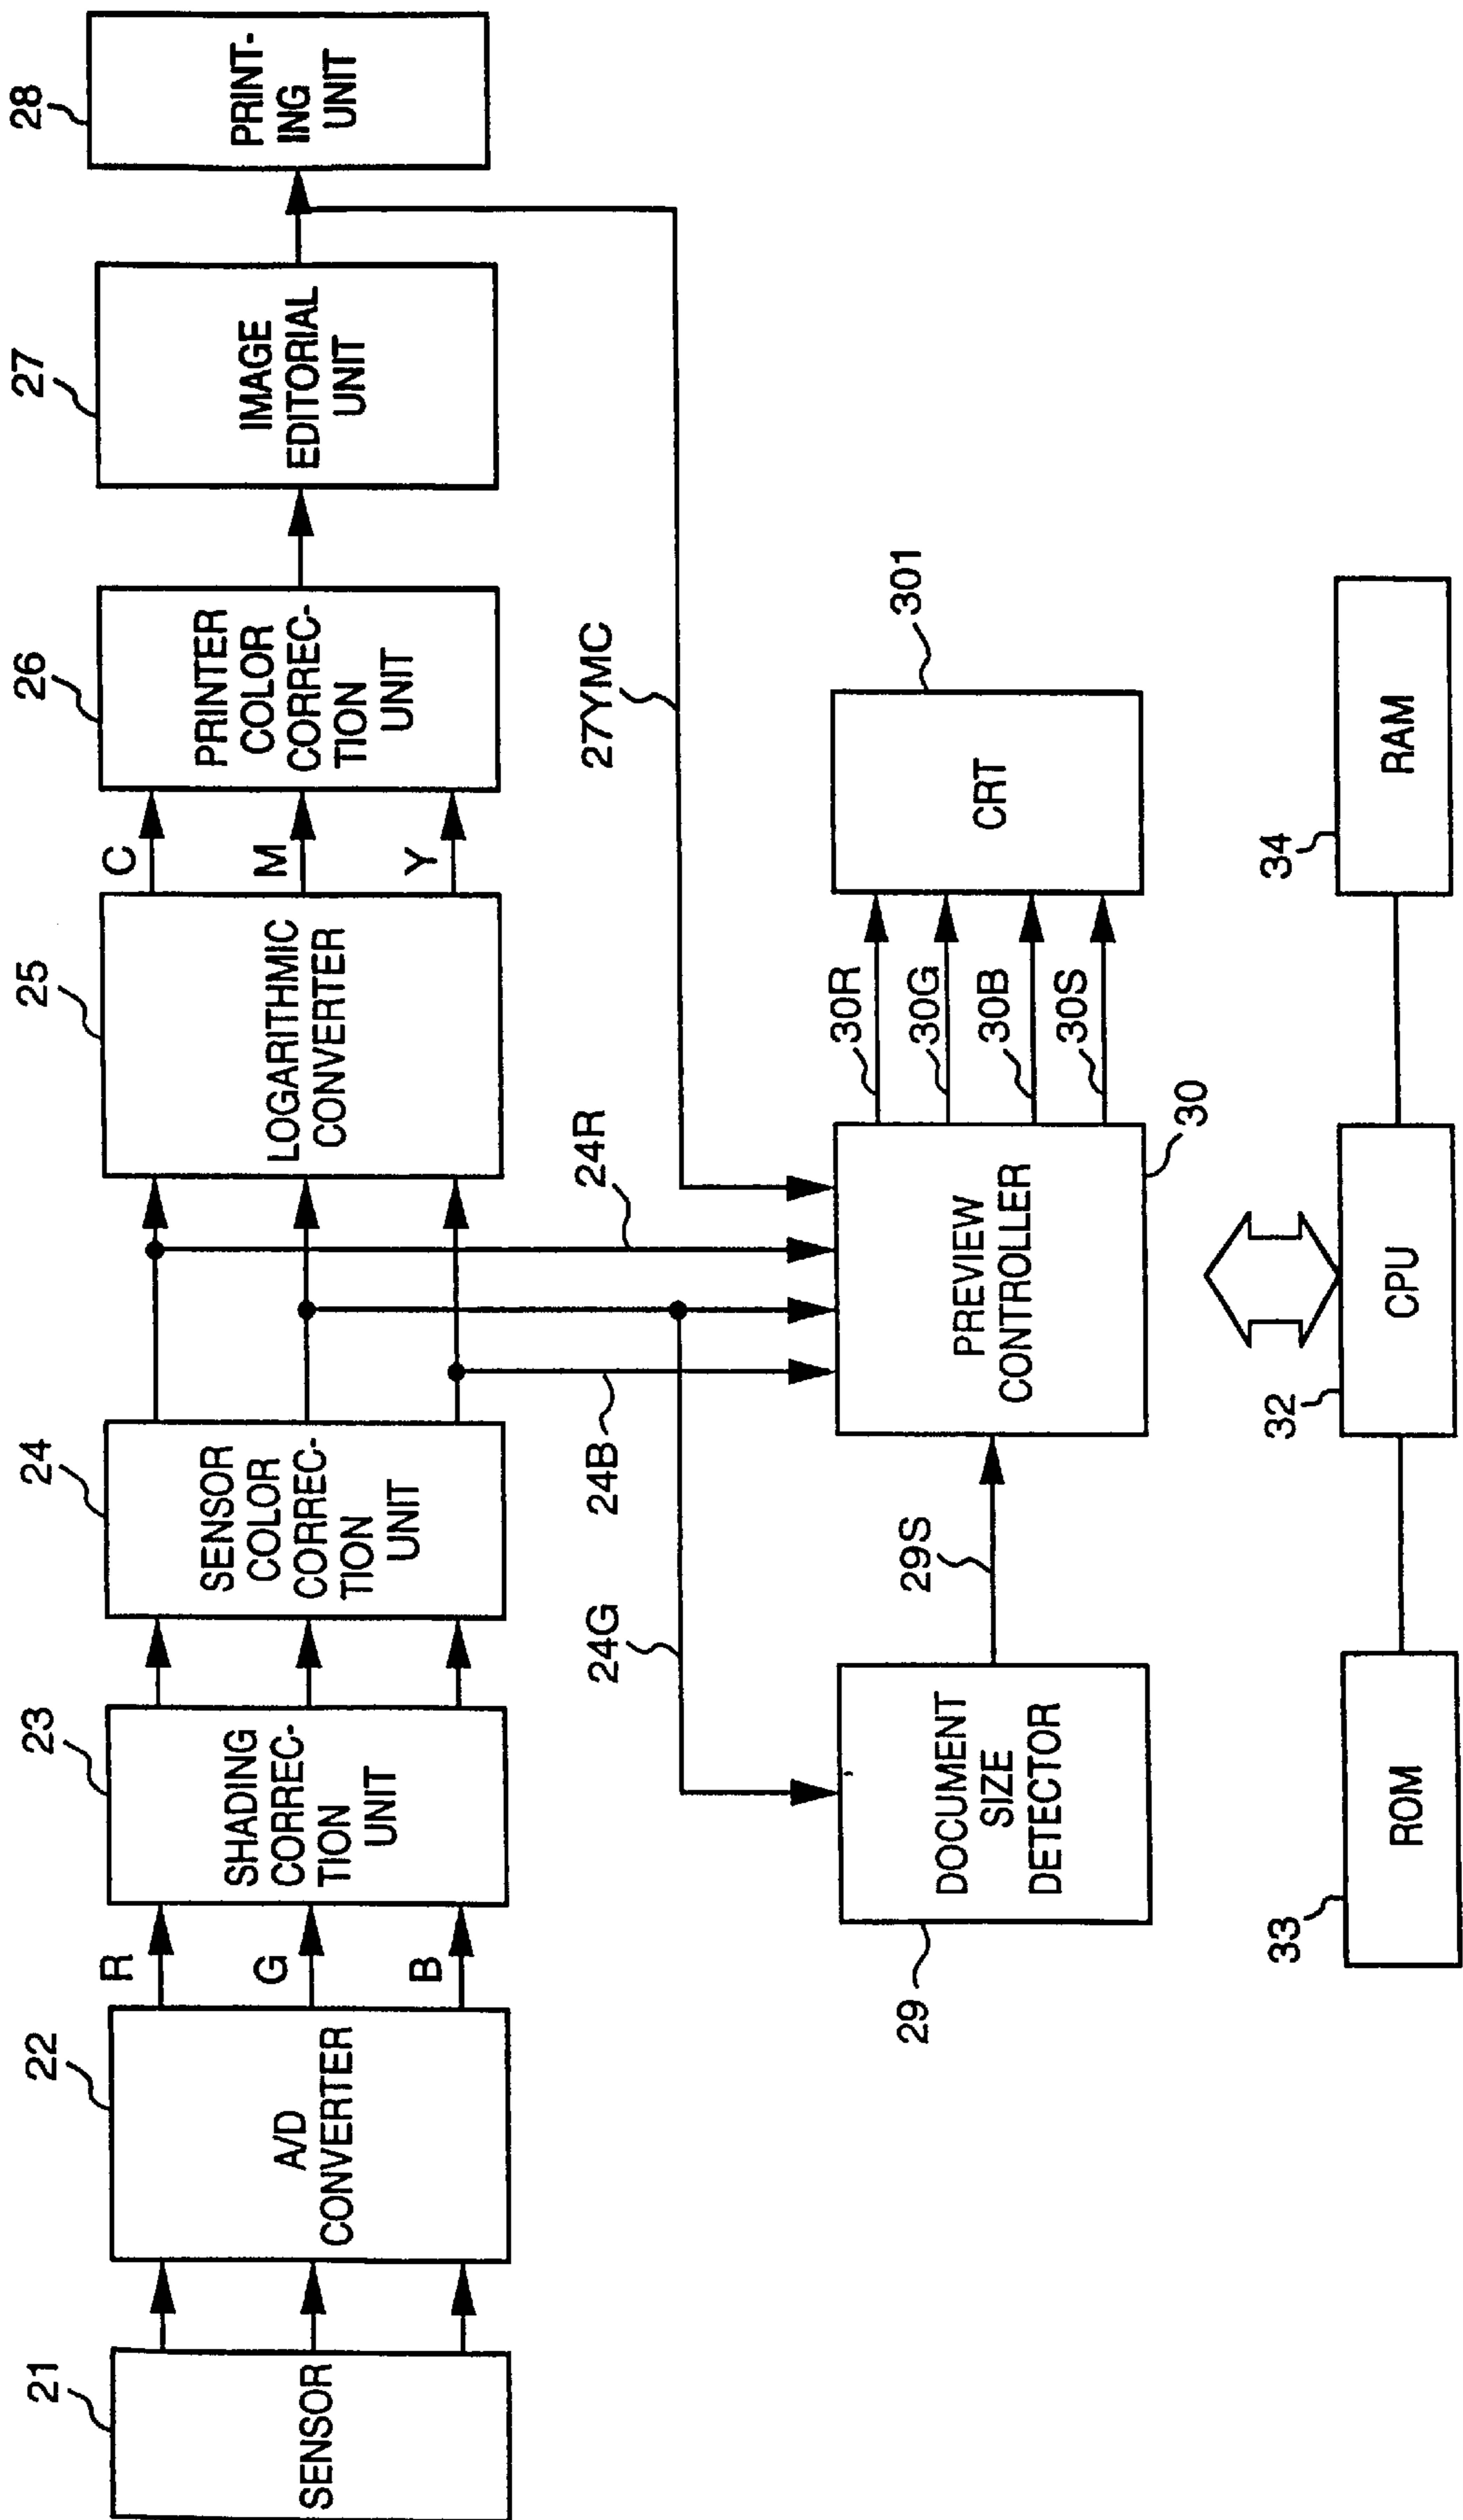 21
SENSOR
22
A/D
CONVERTER
R
G
B
23
SHADING
CORREC-
TION
UNIT
24
SENSOR
COLOR
CORREC-
TION
UNIT
25
LOGARITHMIC
CONVERTER
C
M
Y
26
PRINTER
COLOR
CORREC-
TION
UNIT
27
IMAGE
EDITORIAL
UNIT
28
PRINT-
ING
UNIT
24G
24B
24R
27YMC
29
DOCUMENT
SIZE
DETECTOR
29S
PREVIEW
CONTROLLER
30
30R
30G
30B
30S
CRT
301
33
ROM
32
CPU
34
RAM